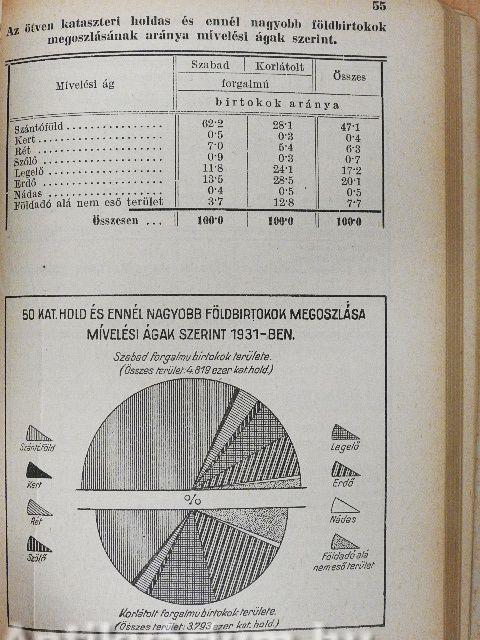 55
Az ötven kataszteri holdas és ennél nagyobb földbirtokok
megoszlásának aránya mívelési ágak szerint.
Mívelési ág Szabad Korlátolt Összes
forgalmú
birtokok aránya
Szántóföld 62·2 28·1 47·1
Kert 0·5 0·3 0·4
Rét 7·0 5·4 6·3
Szőlő 0·9 0·3 0·7
Legelő 11·8 24·1 17·2
Erdő 13·5 28·5 20·1
Nádas 0·4 0·5 0·5
Földadó alá nem eső terület 3·7 12·8 7·7
Összesen ... 100·0 100·0 100·0
50 KAT. HOLD ÉS ENNÉL NAGYOBB FÖLDBIRTOKOK MEGOSZLÁSA
MÍVELÉSI ÁGAK SZERINT 1931-BEN.
Szabad forgalmu birtokok területe.
(Összes terület: 4.819 ezer kat.hold.)
Szántóföld
Kert
Rét
Szőlő
%
Legelő
Erdő
Nádas
Földadó alá
nem eső terület
Korlátolt forgalmu birtokok területe.
(Összes terület: 3.793 ezer kat. hold.)